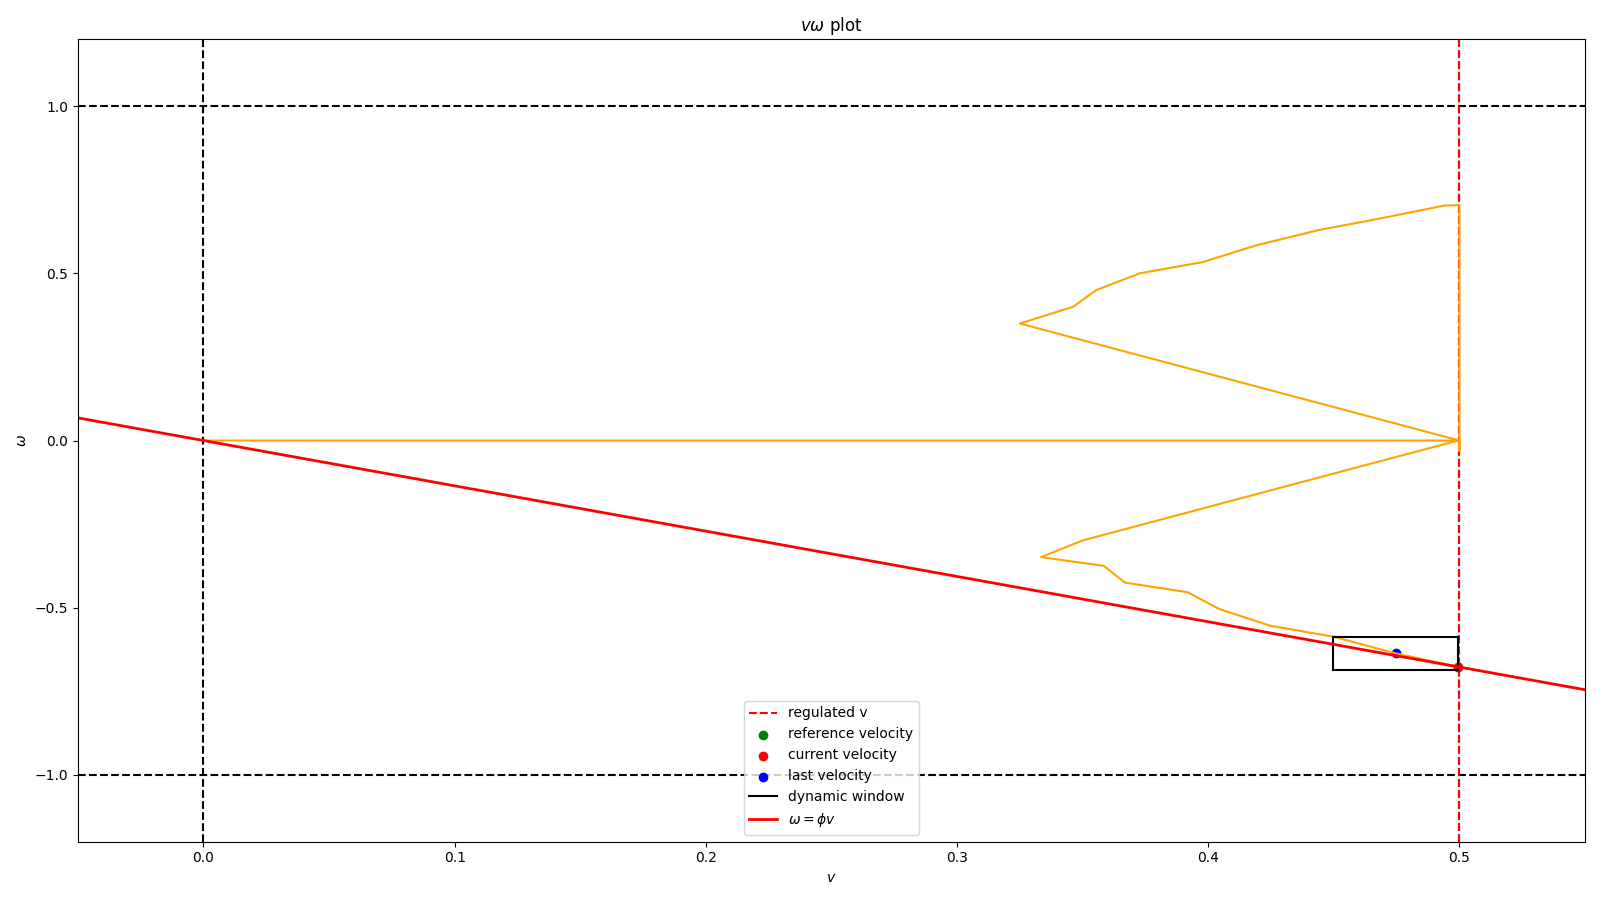 vω plot
1.0
0.5
0.0
−0.5
−1.0
ω
0.0 0.1 0.2 0.3 0.4 0.5
v
regulated v
reference velocity
current velocity
last velocity
dynamic window
ω = ϕv